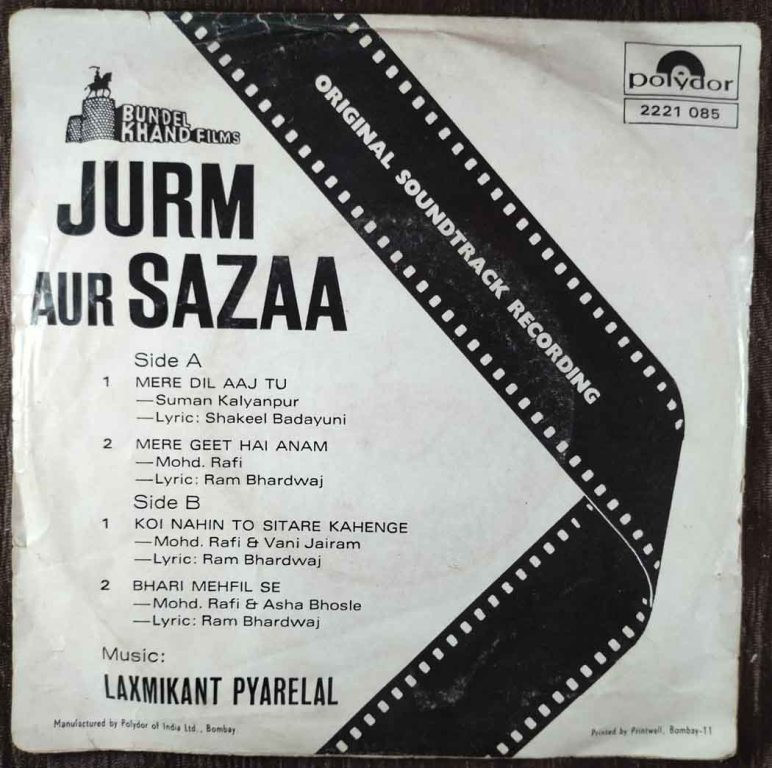 BUNDEL
KHAND FILMS
polydor
2221 085
ORIGINAL SOUNDTRACK RECORDING
JURM
AUR SAZAA
Side A
1 MERE DIL AAJ TU
—Suman Kalyanpur
—Lyric: Shakeel Badayuni
2 MERE GEET HAI ANAM
—Mohd. Rafi
—Lyric: Ram Bhardwaj
Side B
1 KOI NAHIN TO SITARE KAHENGE
—Mohd. Rafi & Vani Jairam
—Lyric: Ram Bhardwaj
2 BHARI MEHFIL SE
—Mohd. Rafi & Asha Bhosle
—Lyric: Ram Bhardwaj
Music:
LAXMIKANT PYARELAL
Manufactured by Polydor of India Ltd., Bombay
Printed by Printwell, Bombay-11